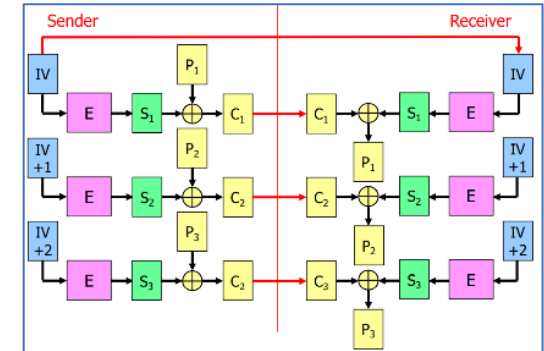 Sender Receiver
IV P₁ IV
E S₁ C₁ C₁ S₁ E
P₁
IV +1 P₂ IV +1
E S₂ C₂ C₂ S₂ E
P₂
IV +2 P₃ IV +2
E S₃ C₂ C₃ S₃ E
P₃